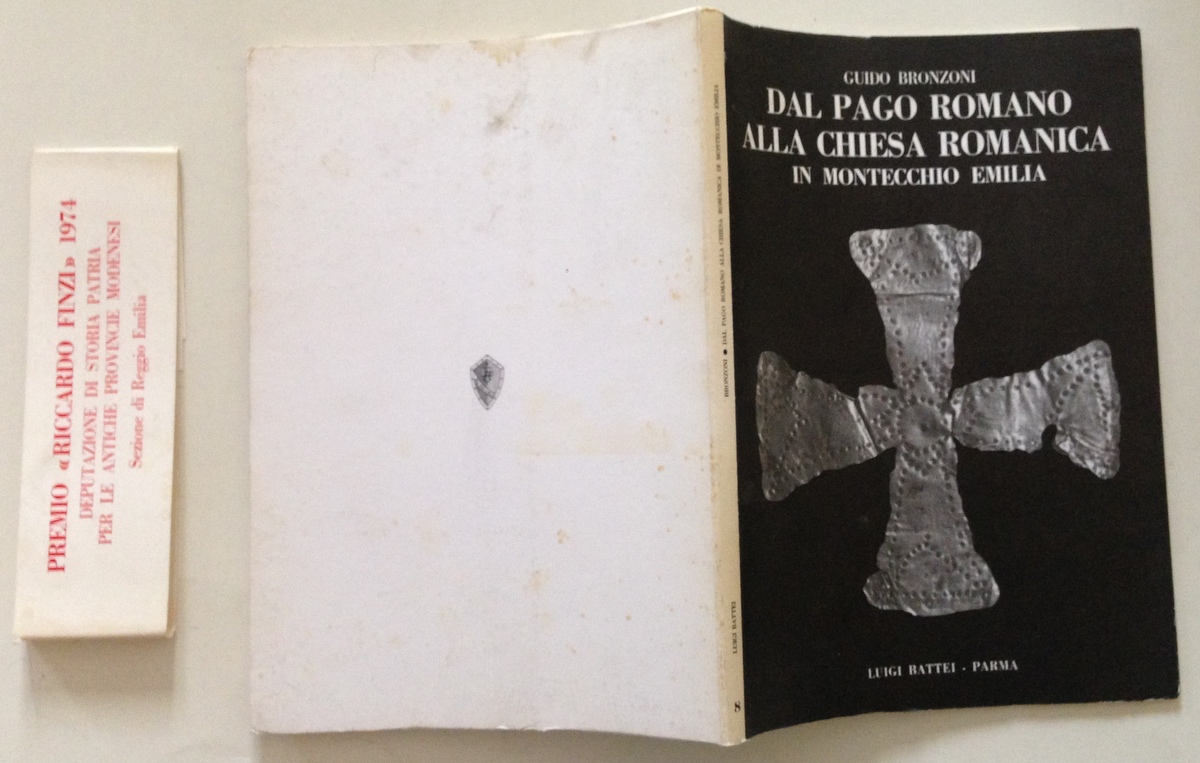 PREMIO «RICCARDO FINZI» 1974
DEPUTAZIONE DI STORIA PATRIA
PER LE ANTICHE PROVINCIE MODENESI
Sezione di Reggio Emilia
BRONZONI ● DAL PAGO ROMANO ALLA CHIESA ROMANICA IN MONTECCHIO EMILIA
LUIGI BATTEI
8
GUIDO BRONZONI
DAL PAGO ROMANO
ALLA CHIESA ROMANICA
IN MONTECCHIO EMILIA
LUIGI BATTEI - PARMA